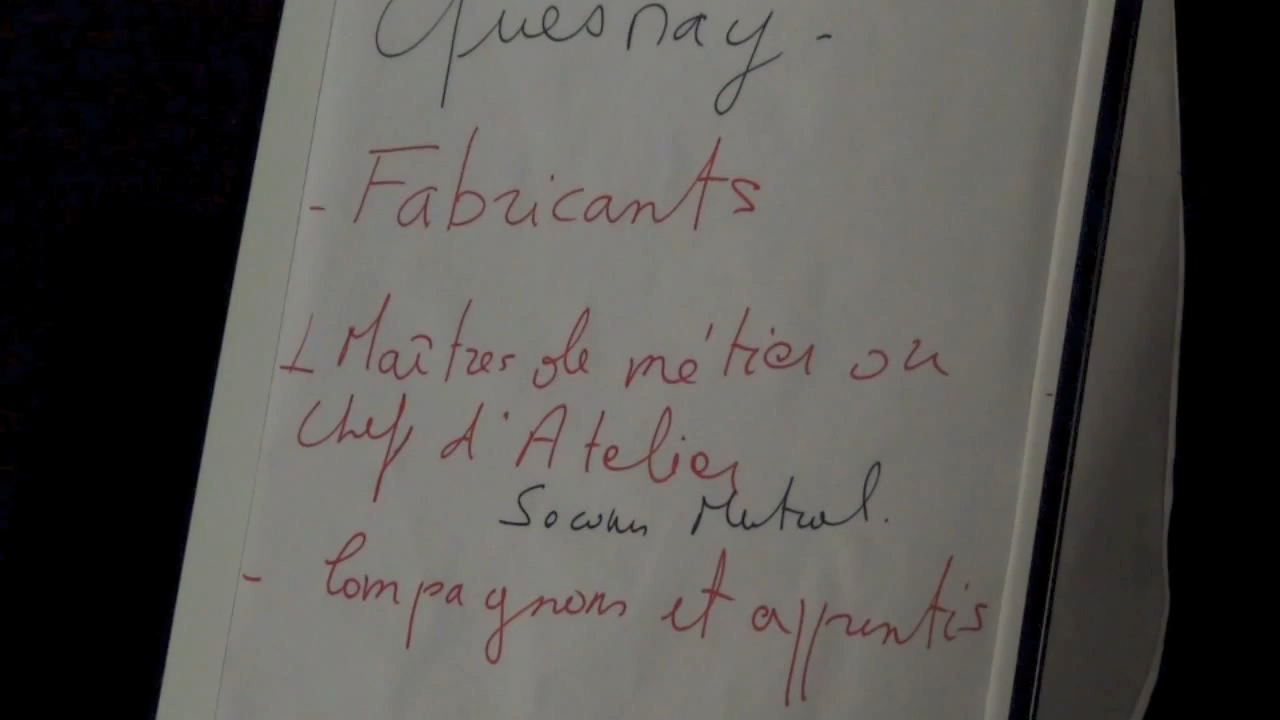 Quesnay -
- Fabricants
- Maîtres de métier ou
Chef d'Atelier
Secours Mutuel.
- Compagnons et apprentis